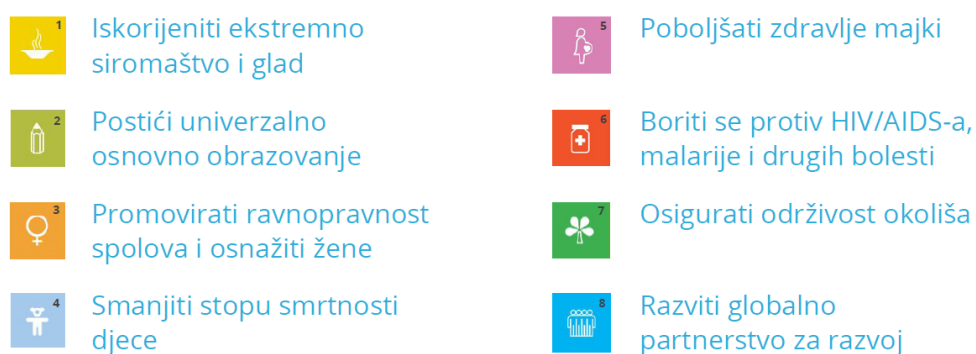 1
Iskorijeniti ekstremno
siromaštvo i glad
2
Postići univerzalno
osnovno obrazovanje
3
Promovirati ravnopravnost
spolova i osnažiti žene
4
Smanjiti stopu smrtnosti
djece
5
Poboljšati zdravlje majki
6
Boriti se protiv HIV/AIDS-a,
malarije i drugih bolesti
7
Osigurati održivost okoliša
8
Razviti globalno
partnerstvo za razvoj